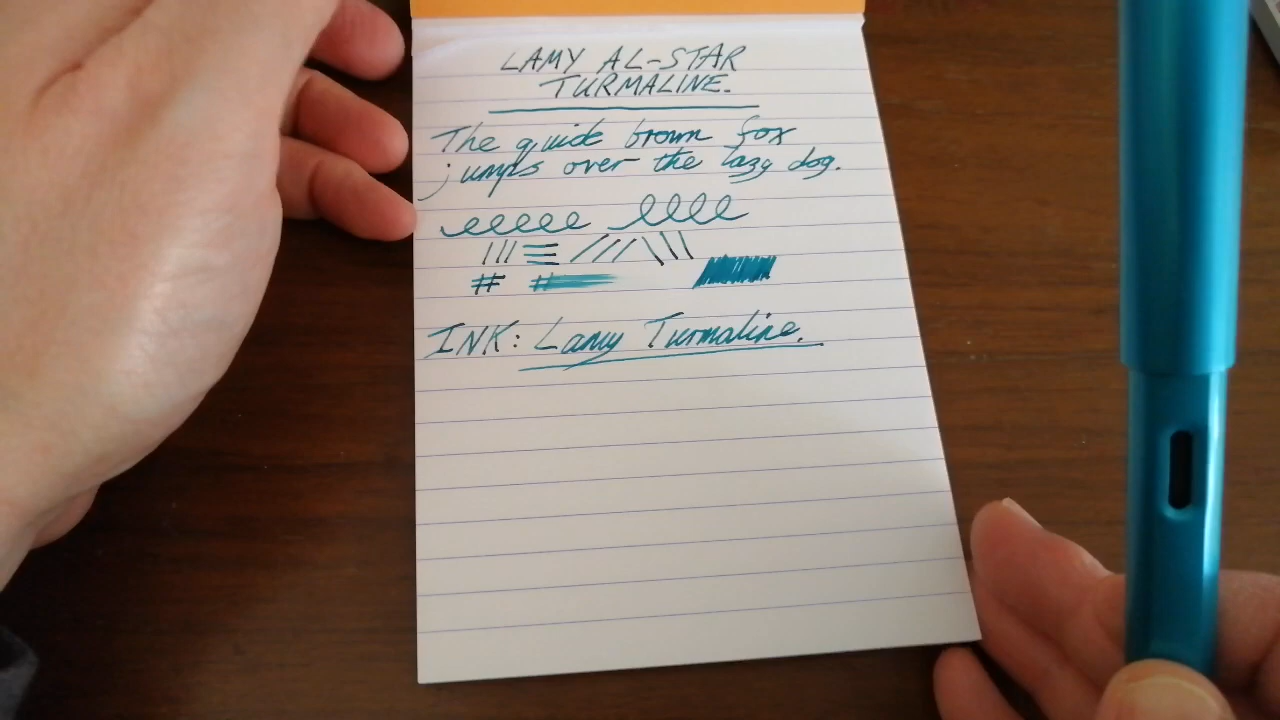 LAMY AL-STAR
TURMALINE.
The quick brown fox
jumps over the lazy dog.
INK: Lamy Turmaline.